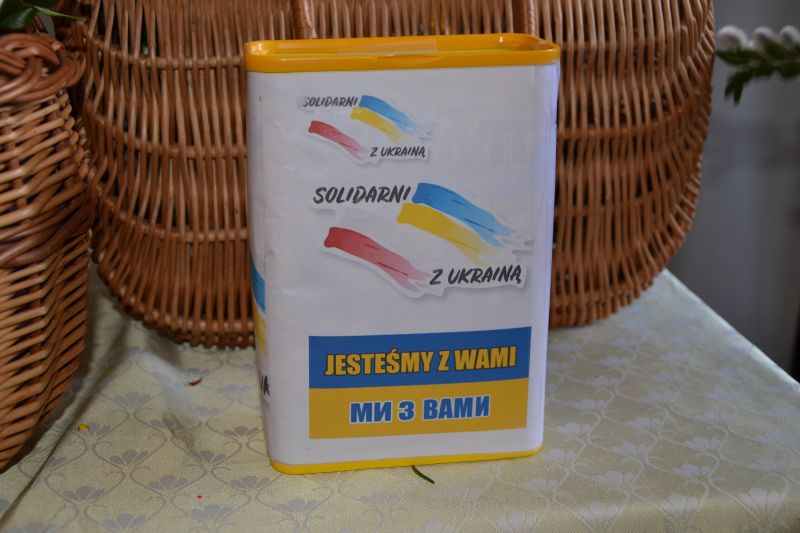 SOLIDARNI
Z UKRAINĄ
SOLIDARNI
Z UKRAINĄ
JESTEŚMY Z WAMI
МИ З ВАМИ